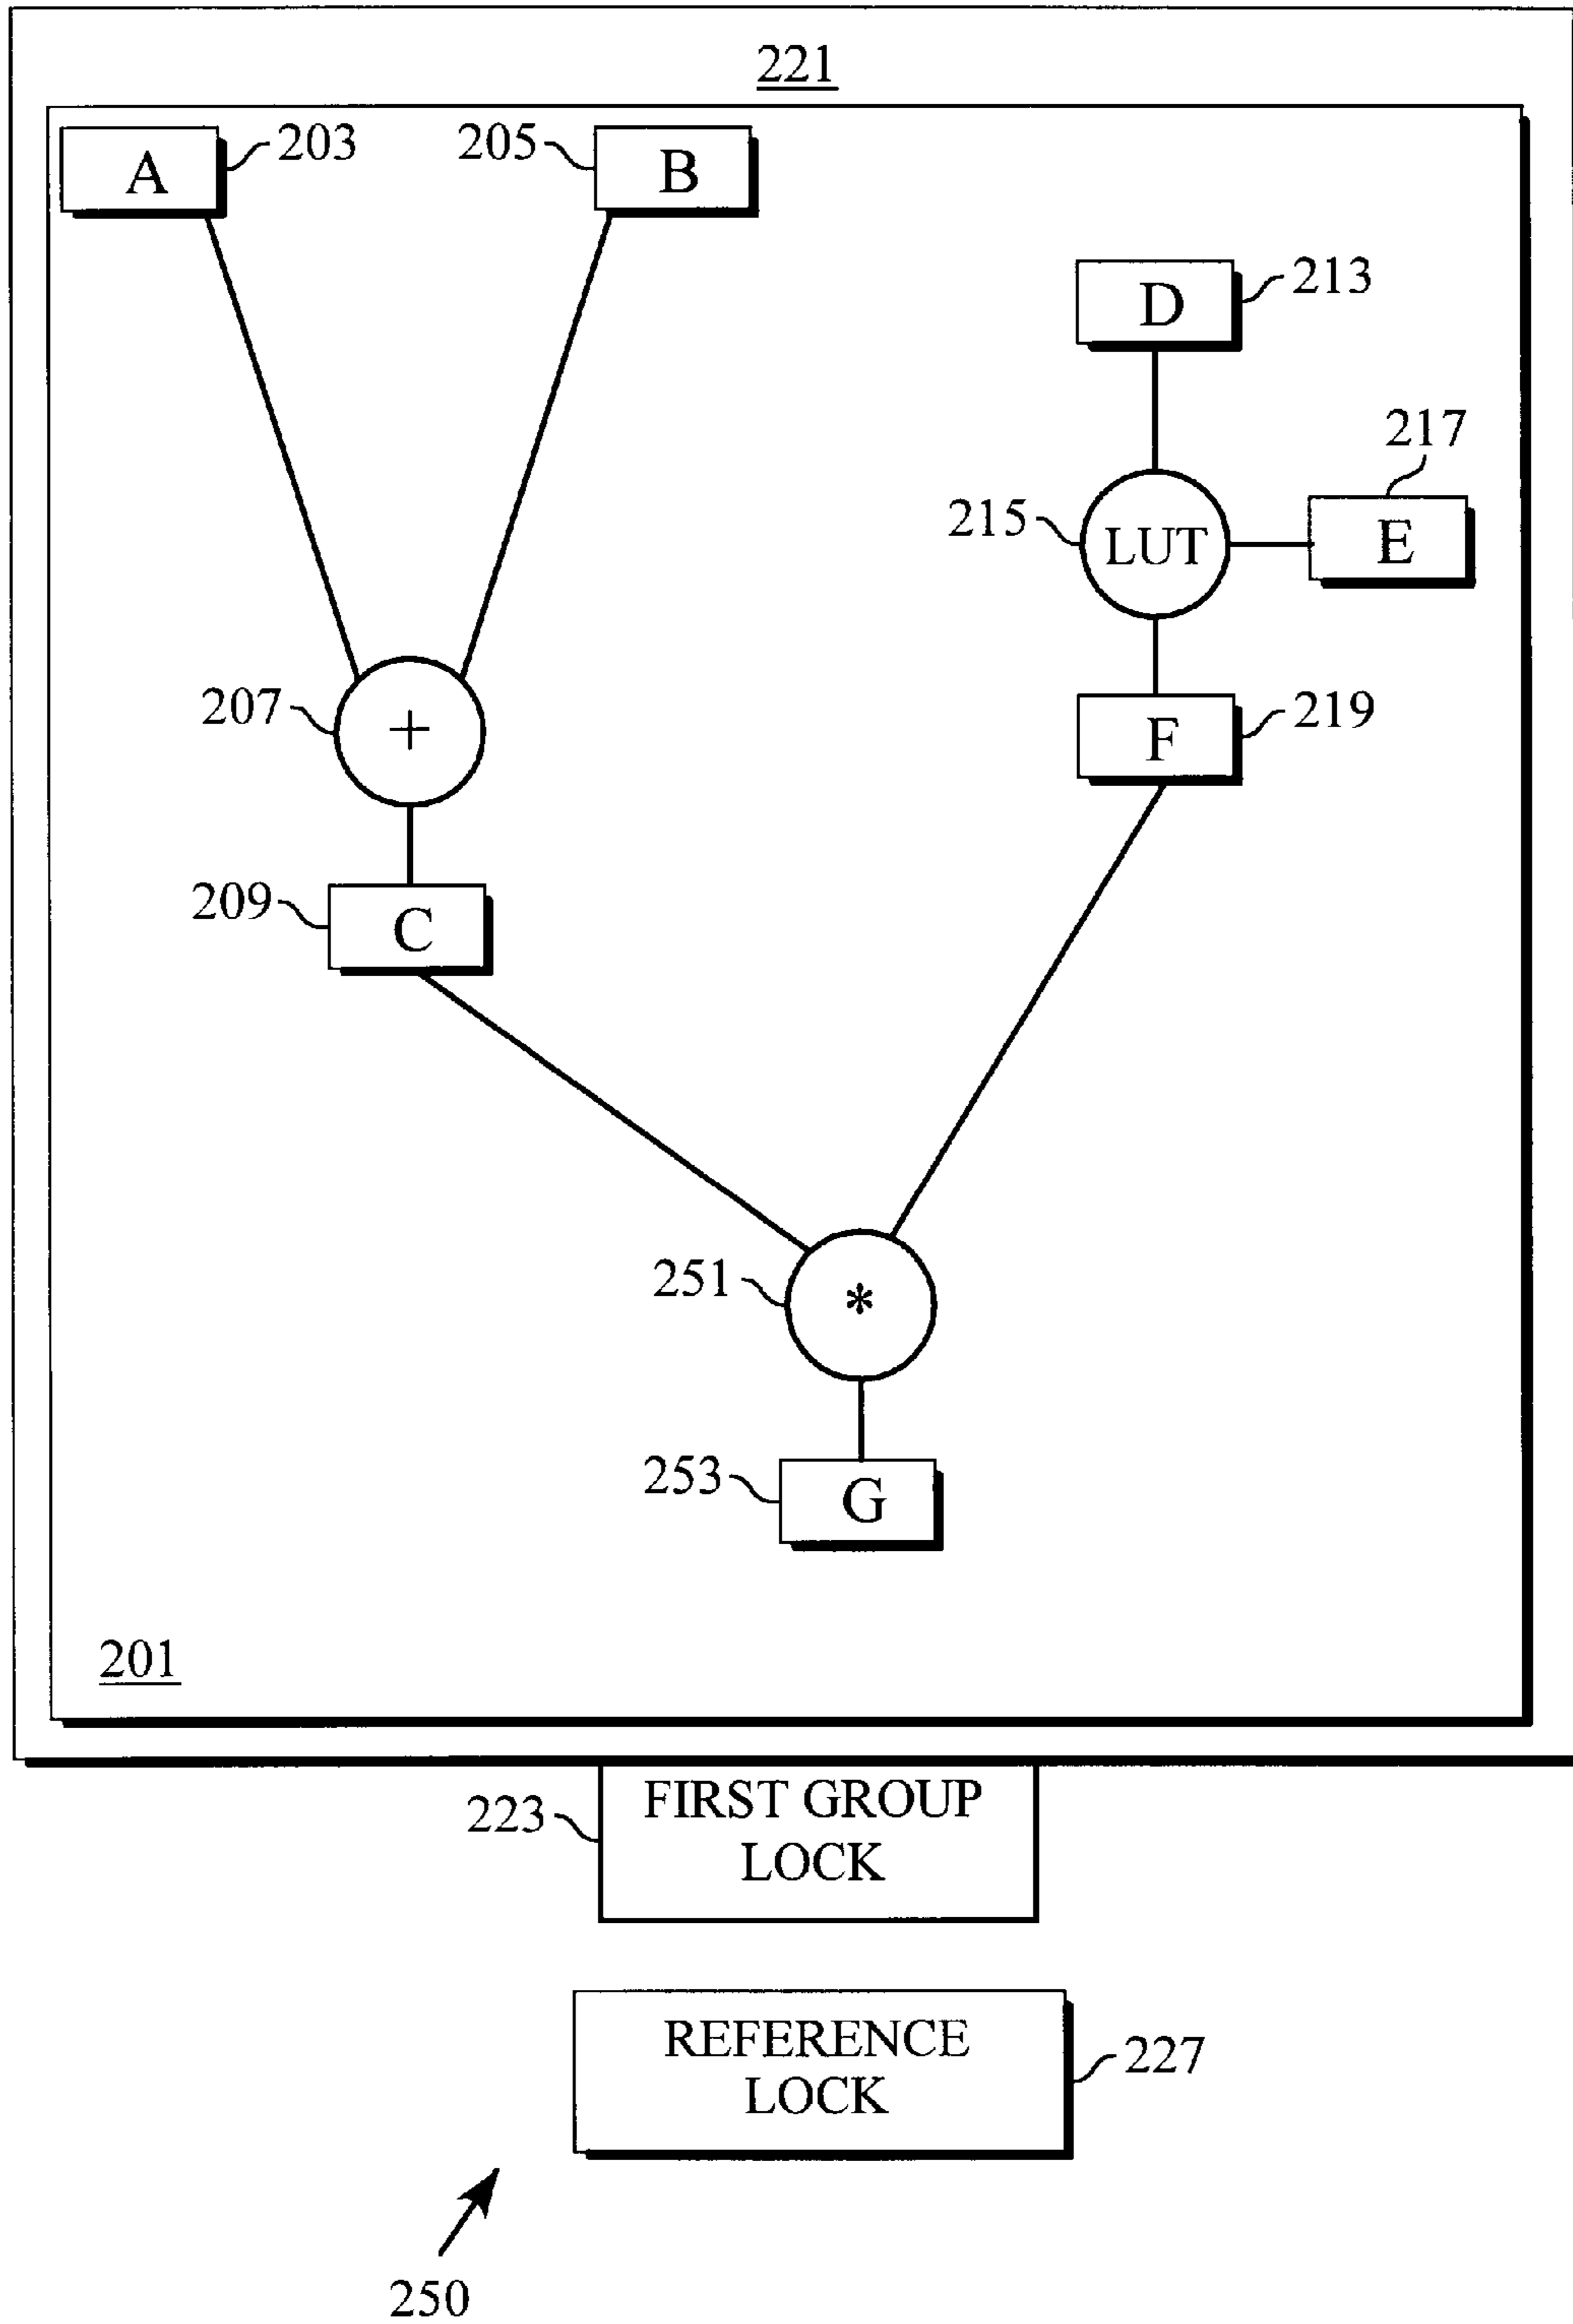 221
A
203
205
B
D
213
217
215
LUT
E
207
+
F
219
209
C
251
*
253
G
201
223
FIRST GROUP
LOCK
REFERENCE
LOCK
227
250